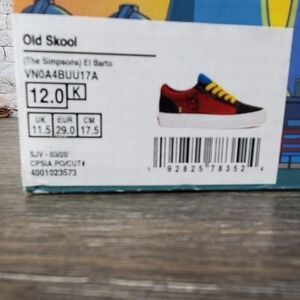 Old Skool
(The Simpsons) El Barto
VN0A4BUU17A
12.0 K
UK EUR CM
11.5 29.0 17.5
SJV - 03/20
CPSIA PO/CUT#
4001023573
1 92825 78352 4